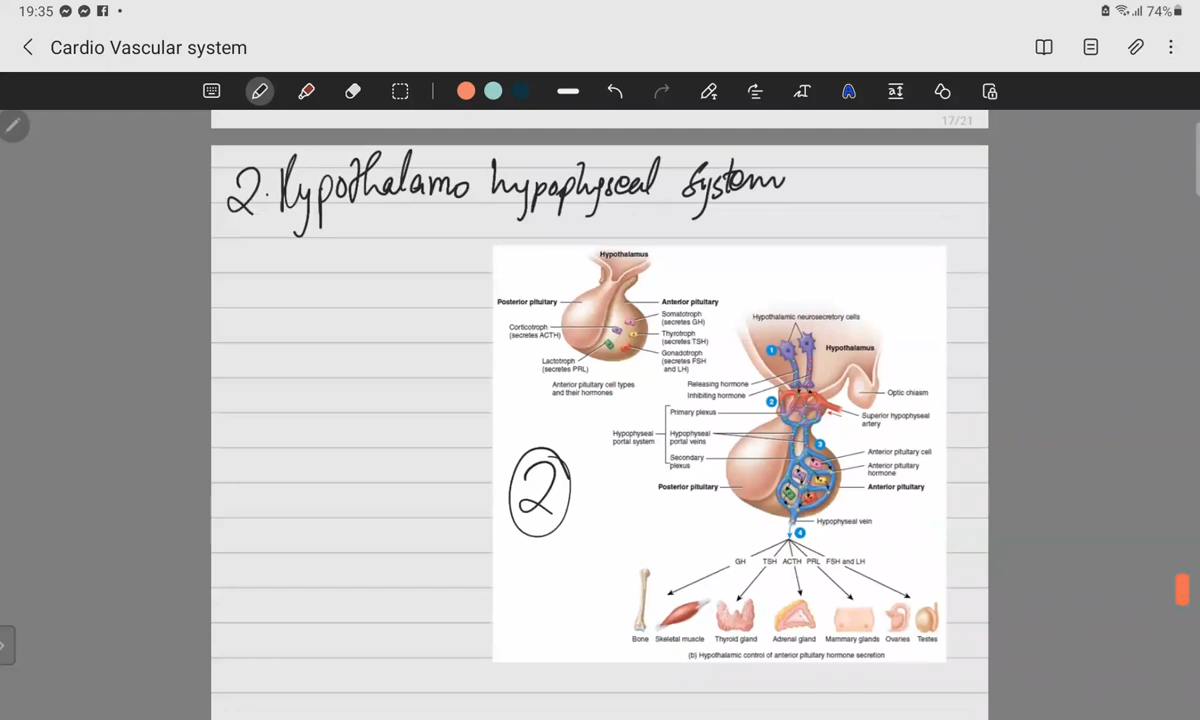 19:35
74%
Cardio Vascular system
17/21
2. Hypothalamo hypophyseal system
Hypothalamus
Posterior pituitary
Anterior pituitary
Somatotroph
(secretes GH)
Corticotroph
(secretes ACTH)
Thyrotroph
(secretes TSH)
Gonadotroph
(secretes FSH
and LH)
Lactotroph
(secretes PRL)
Anterior pituitary cell types
and their hormones
Hypothalamic neurosecretory cells
1
Hypothalamus
Releasing hormone
Inhibiting hormone
Optic chiasm
2
Primary plexus
Superior hypophyseal
artery
Hypophyseal
portal system
Hypophyseal
portal veins
3
Secondary
plexus
Anterior pituitary cell
Anterior pituitary
hormone
Posterior pituitary
Anterior pituitary
2
Hypophyseal vein
4
GH TSH ACTH PRL FSH and LH
Bone Skeletal muscle Thyroid gland Adrenal gland Mammary glands Ovaries Testes
(b) Hypothalamic control of anterior pituitary hormone secretion